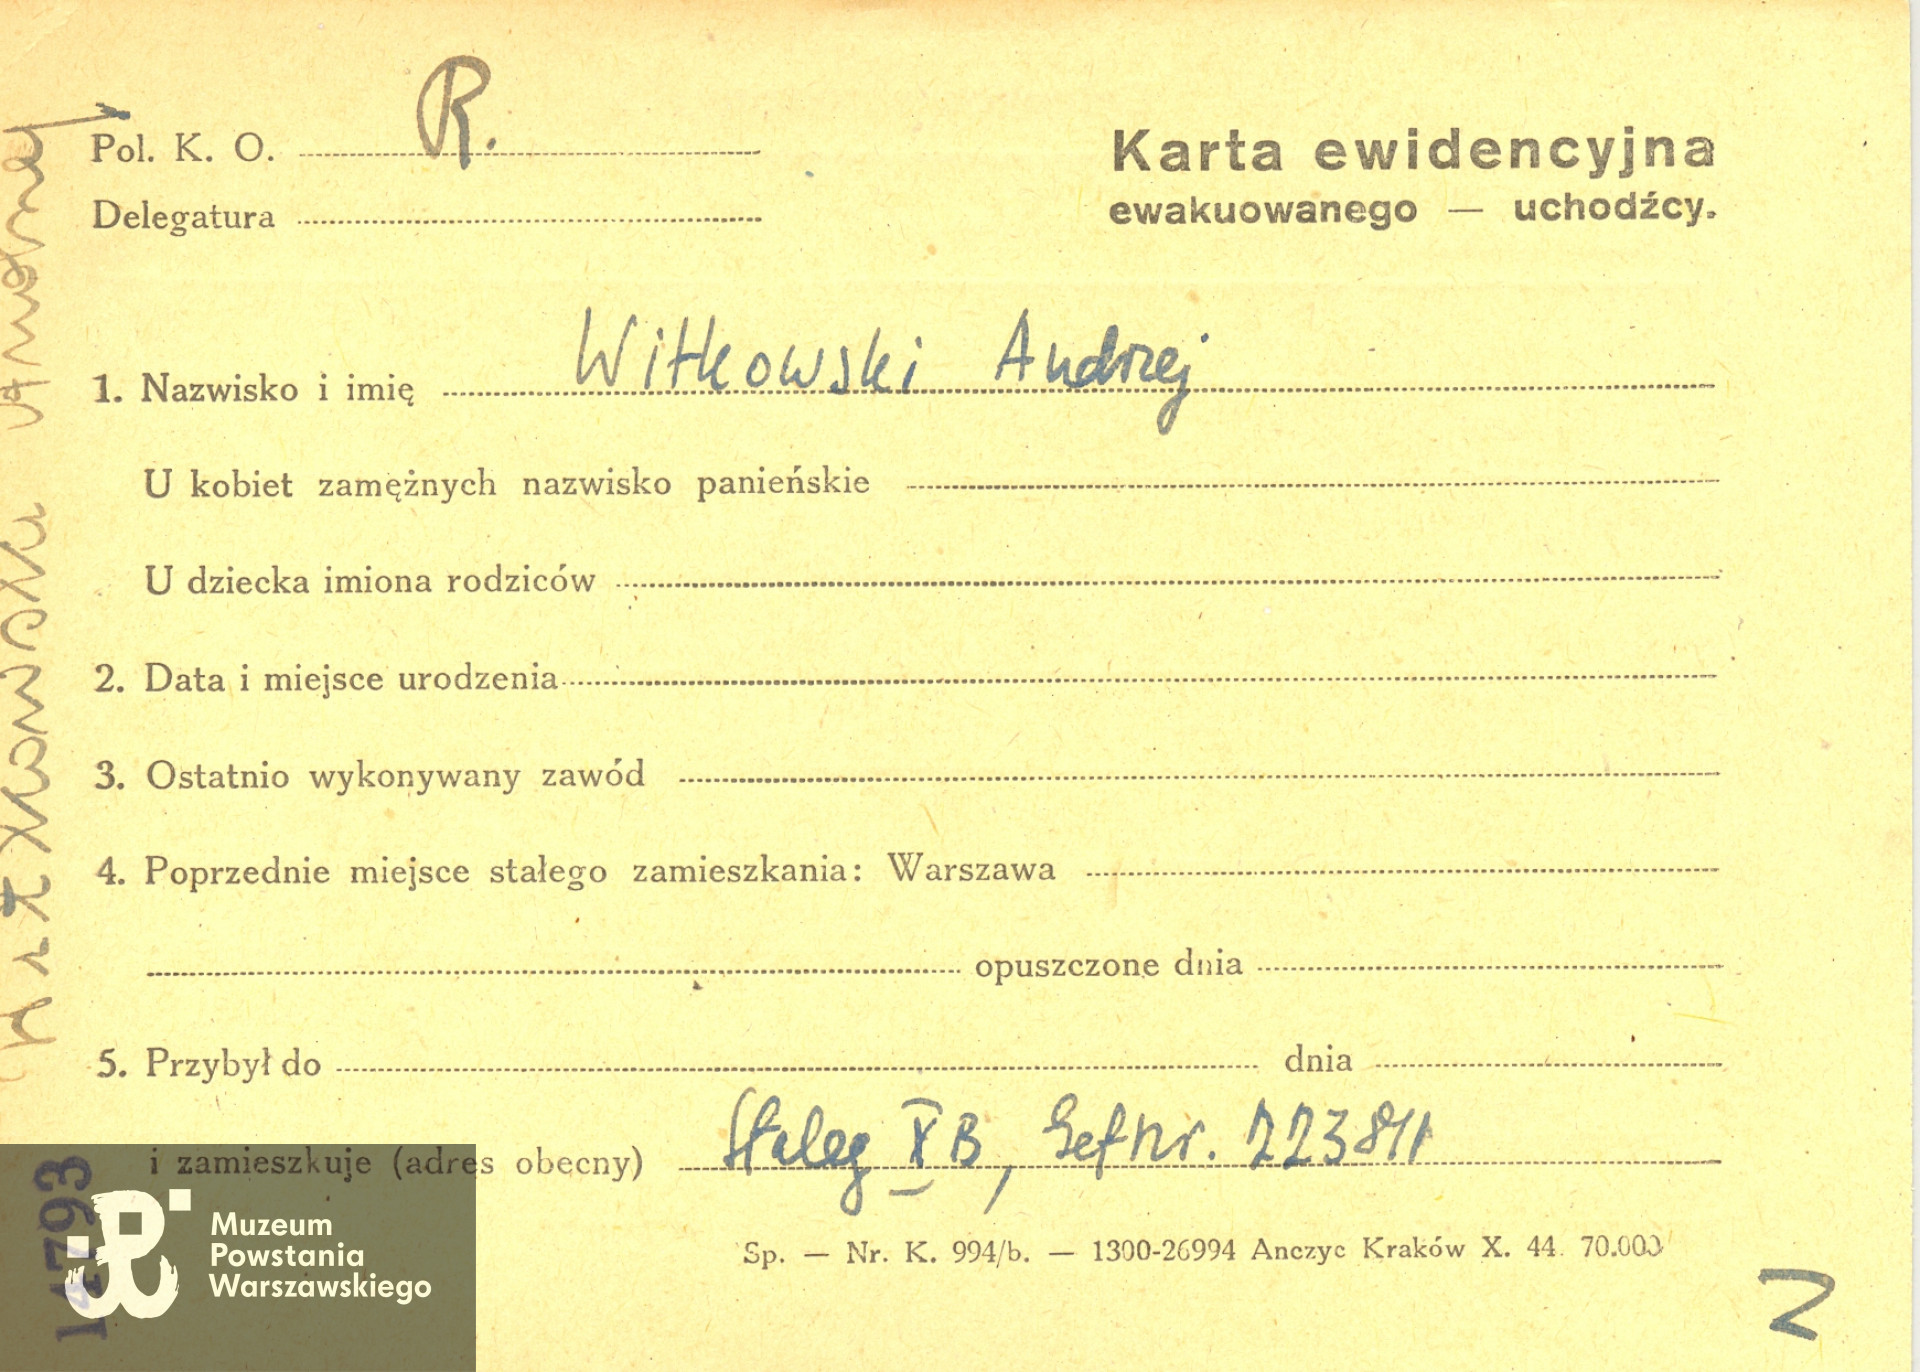 Pol. K. O. R.
Delegatura
Karta ewidencyjna
ewakuowanego — uchodźcy.
1. Nazwisko i imię Witkowski Andrzej
U kobiet zamężnych nazwisko panieńskie
U dziecka imiona rodziców
2. Data i miejsce urodzenia
3. Ostatnio wykonywany zawód
4. Poprzednie miejsce stałego zamieszkania: Warszawa
opuszczone dnia
5. Przybył do dnia
i zamieszkuje (adres obecny) Stalag XB, Gef Nr. 223811
Sp. — Nr. K. 994/b. — 1300-26994 Anczyc Kraków X. 44. 70.000
Witkowski
14793
Muzeum
Powstania
Warszawskiego